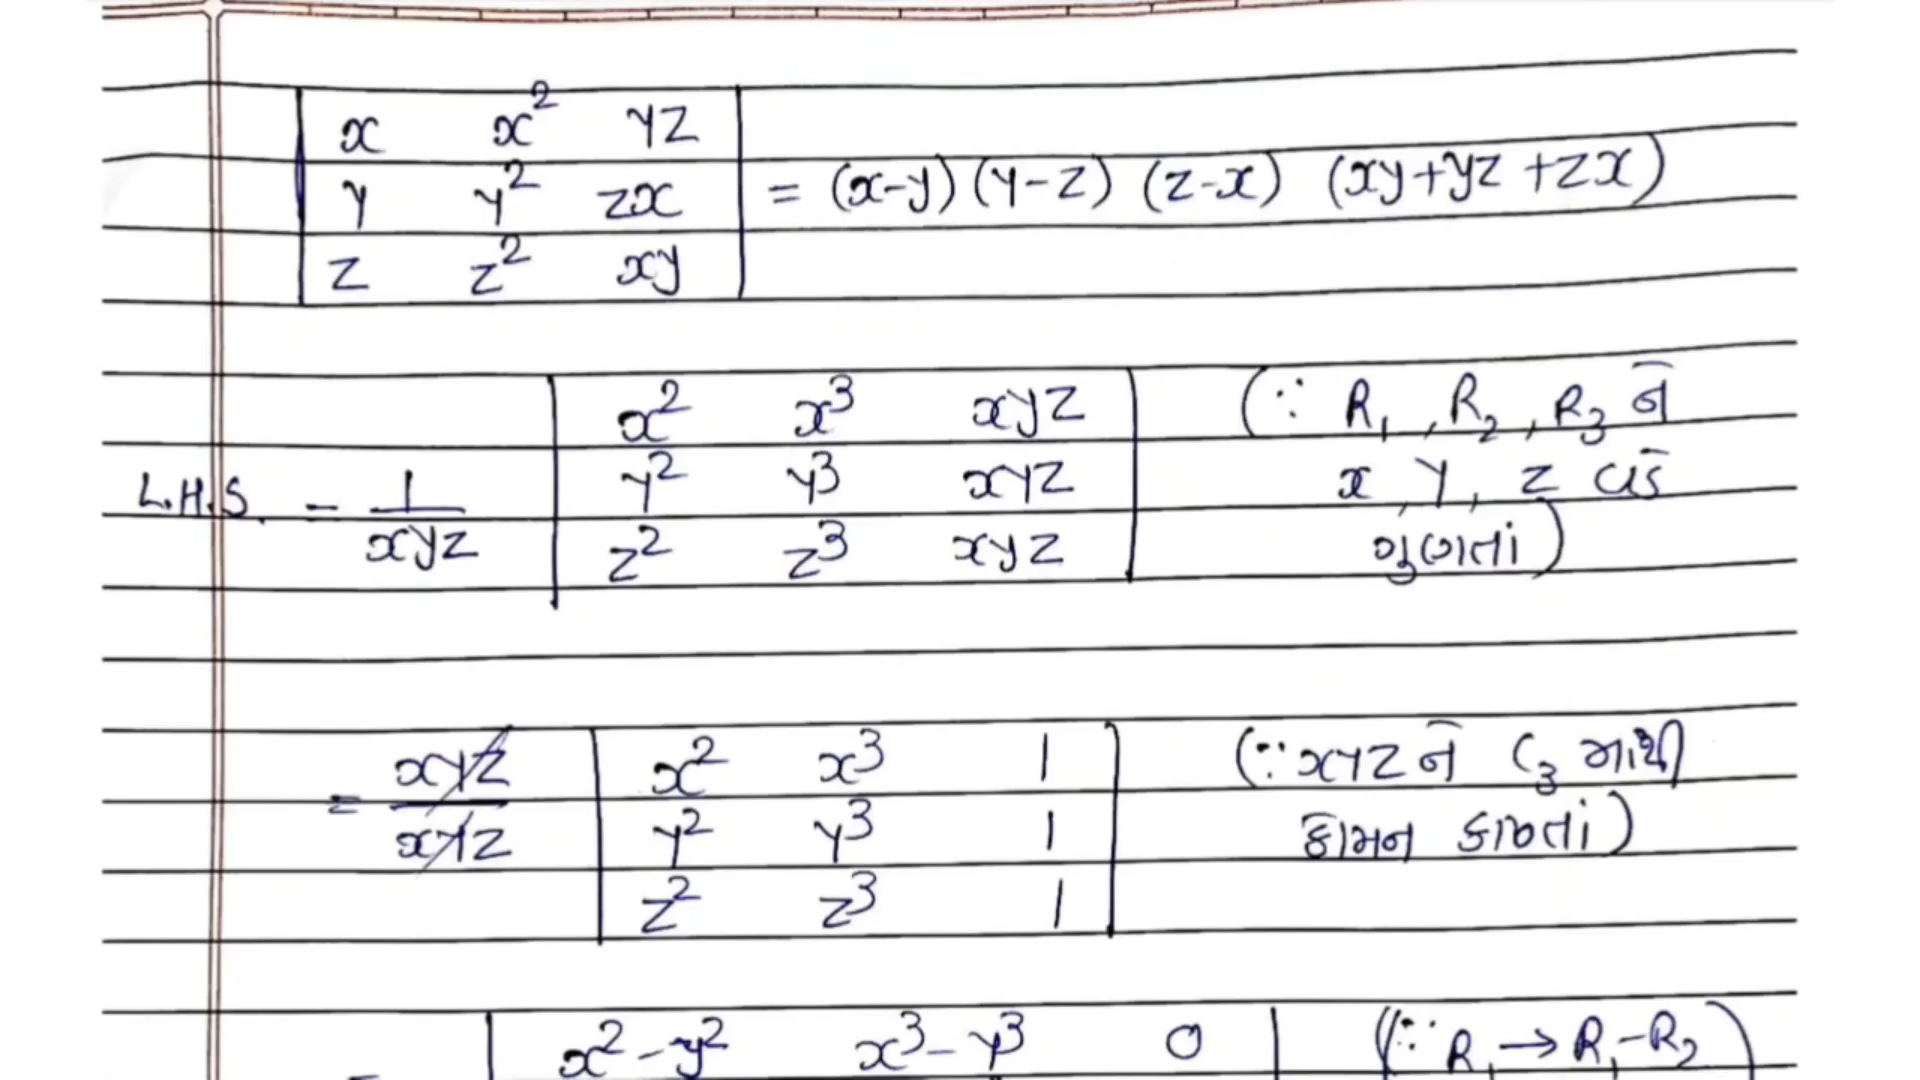 | x x² yz |
| y y² zx | = (x-y) (y-z) (z-x) (xy+yz+zx)
| z z² xy |
| x² x³ xyz | (∵ R₁, R₂, R₃ ને
L.H.S. = 1/xyz | y² y³ xyz | x, y, z વડે
| z² z³ xyz | ગુણતાં)
= xyz/xyz | x² x³ 1 | (∵ xyz ને C₃ માંથી
| y² y³ 1 | કોમન કાઢતાં)
| z² z³ 1 |
| x²-y² x³-y³ 0 | (∵ R₁→R₁-R₂)